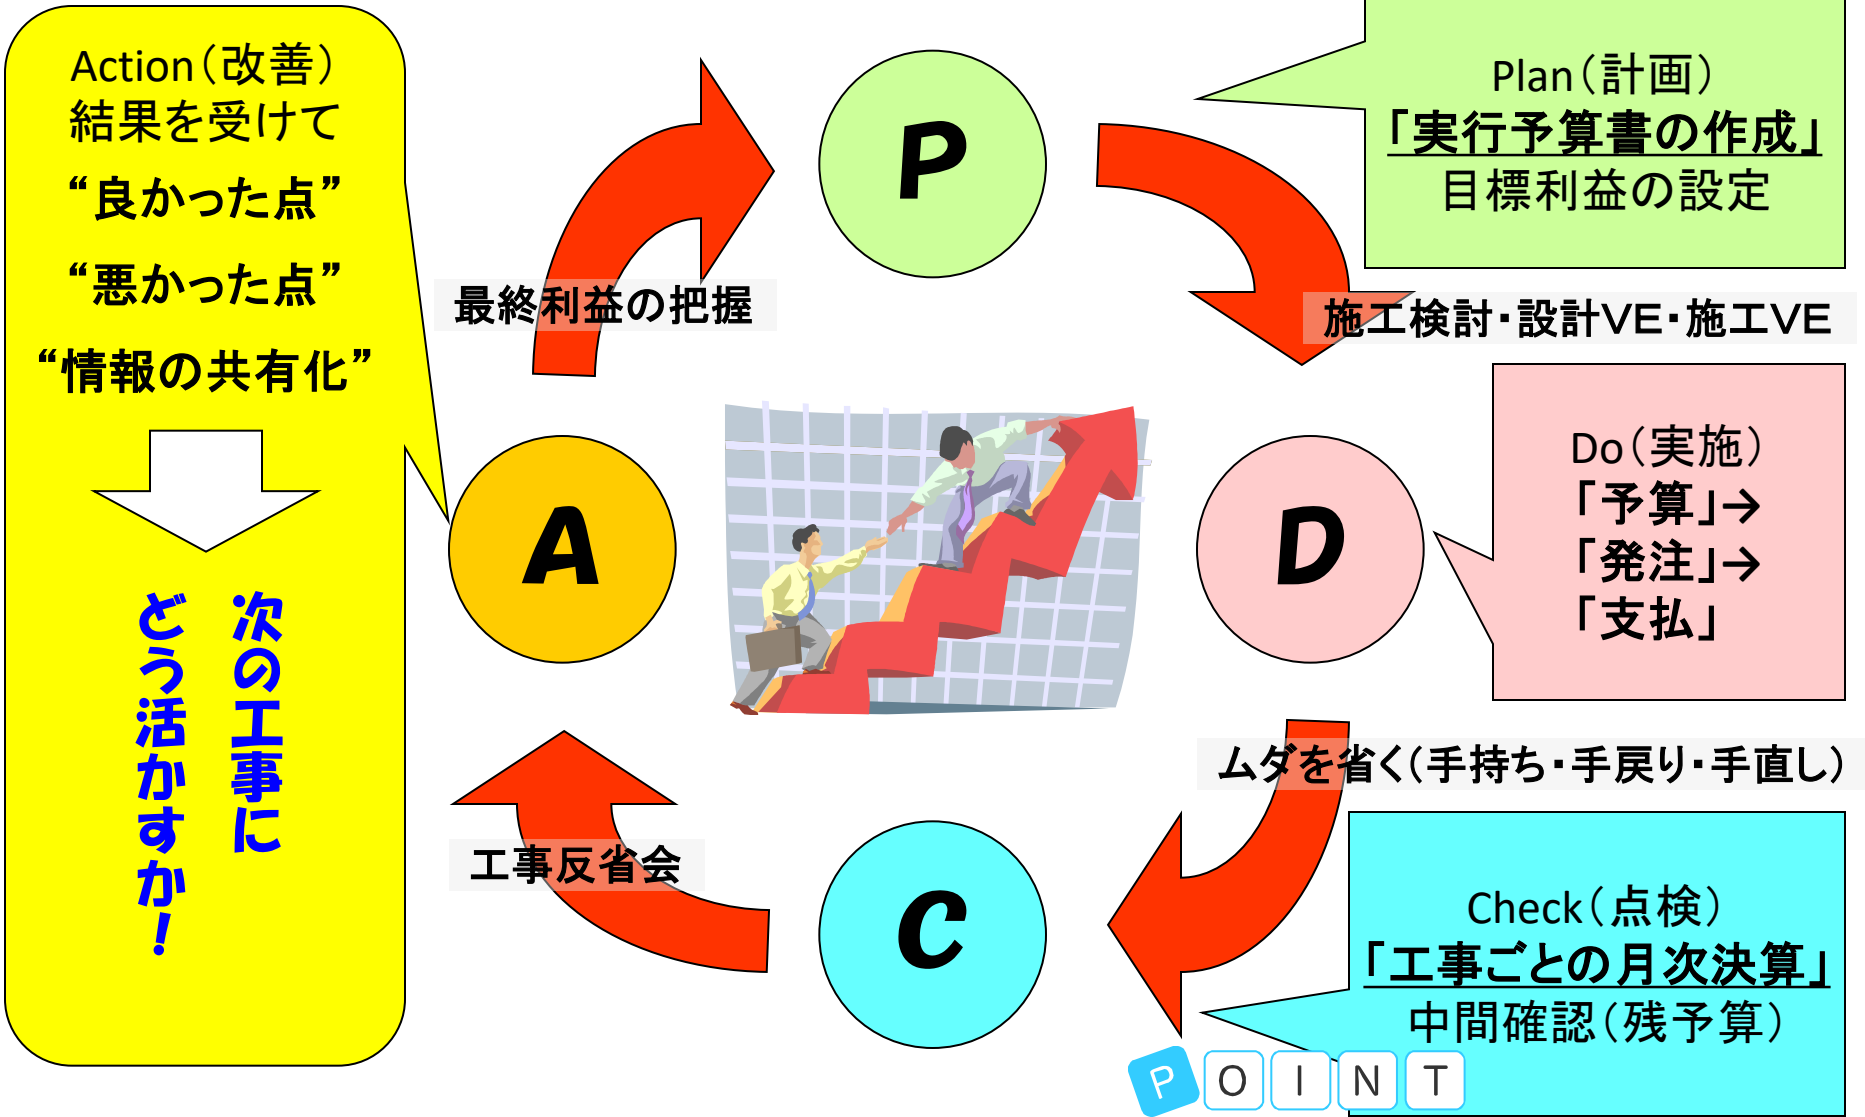 Action（改善）
結果を受けて
“良かった点”
“悪かった点”
“情報の共有化”
次の工事に
どう活かすか！
P
Plan（計画）
「実行予算書の作成」
目標利益の設定
最終利益の把握
施工検討・設計ＶＥ・施工ＶＥ
A
D
Do（実施）
「予算」→
「発注」→
「支払」
ムダを省く（手持ち・手戻り・手直し）
工事反省会
C
Check（点検）
「工事ごとの月次決算」
中間確認（残予算）
POINT